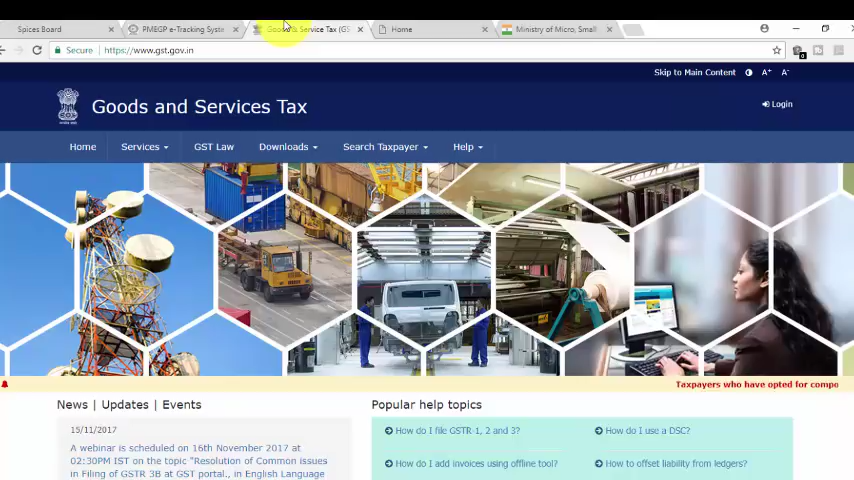 Spices Board
PMEGP e-Tracking Syste
Goods & Service Tax (GS
Home
Ministry of Micro, Small
Secure
https://www.gst.gov.in
Skip to Main Content A+ A-
Goods and Services Tax
Login
Home Services GST Law Downloads Search Taxpayer Help
Taxpayers who have opted for compo
News | Updates | Events
15/11/2017
A webinar is scheduled on 16th November 2017 at
02:30PM IST on the topic "Resolution of Common issues
in Filing of GSTR 3B at GST portal., in English Language
Popular help topics
How do I file GSTR-1, 2 and 3?
How do I use a DSC?
How do I add invoices using offline tool?
How to offset liability from ledgers?